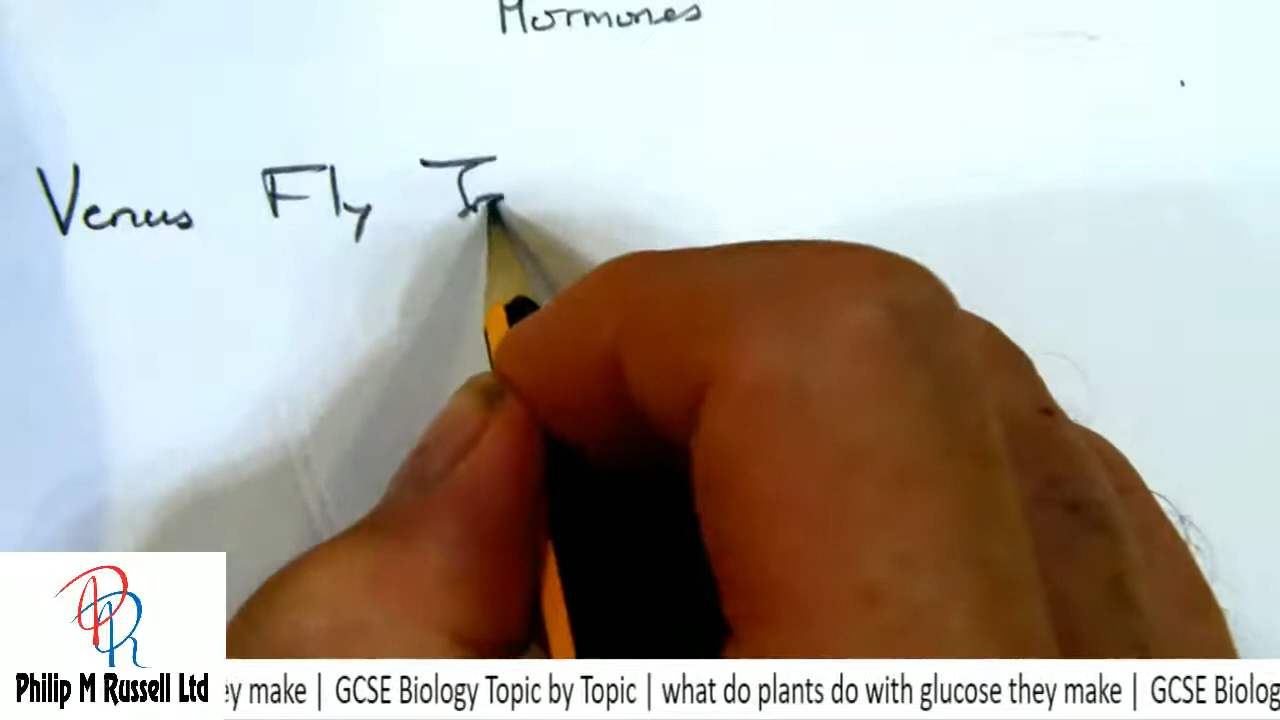 Hormones
Venus Fly Tr
Philip M Russell Ltd
ey make | GCSE Biology Topic by Topic | what do plants do with glucose they make | GCSE Biolog